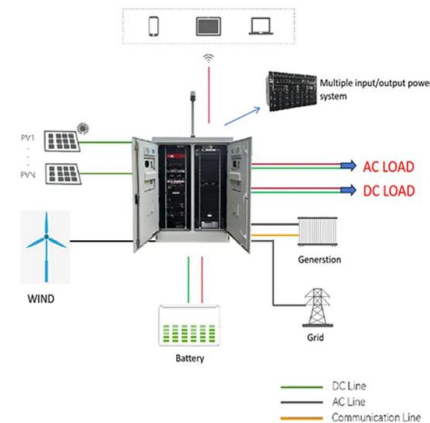 Multiple input/output power
system
PV1
PVN
AC LOAD
DC LOAD
WIND
Generstion
Grid
Battery
DC Line
AC Line
Communication Line